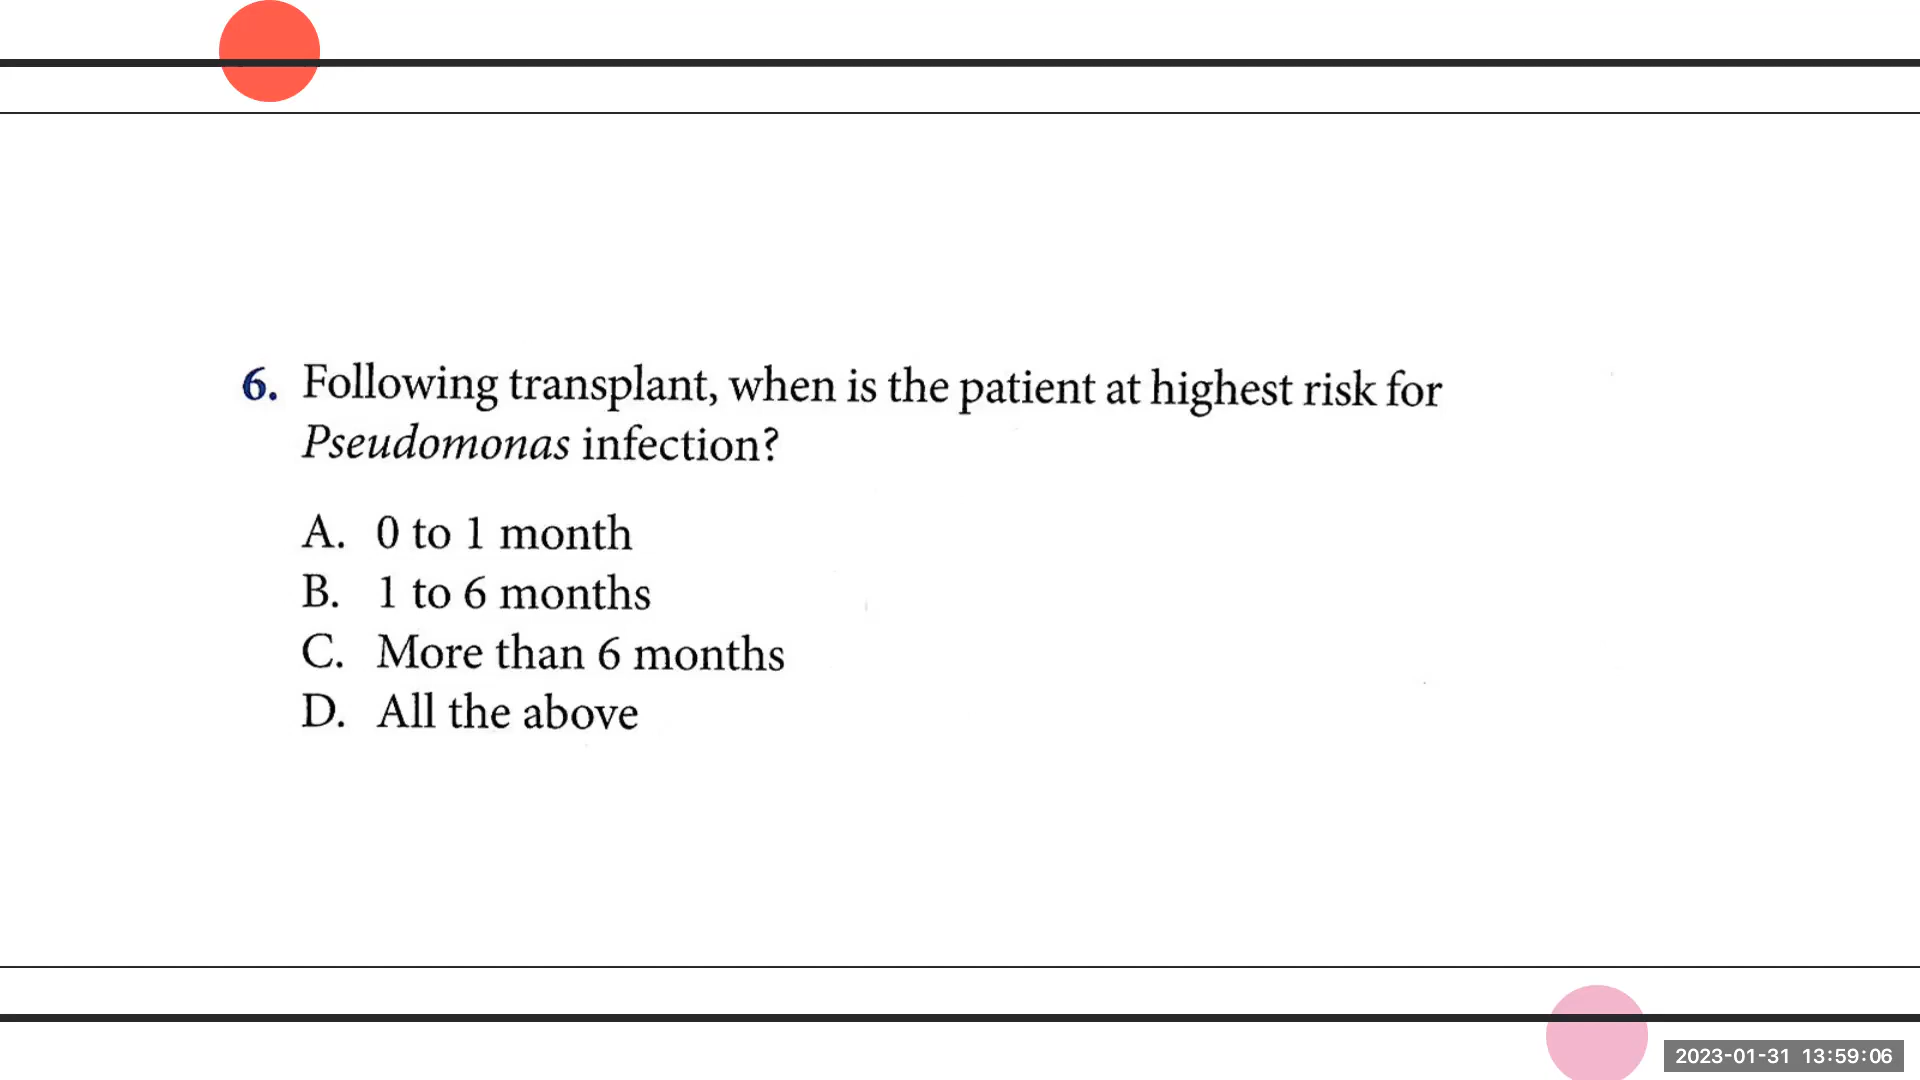 6. Following transplant, when is the patient at highest risk for
Pseudomonas infection?
A. 0 to 1 month
B. 1 to 6 months
C. More than 6 months
D. All the above
2023-01-31 13:59:06